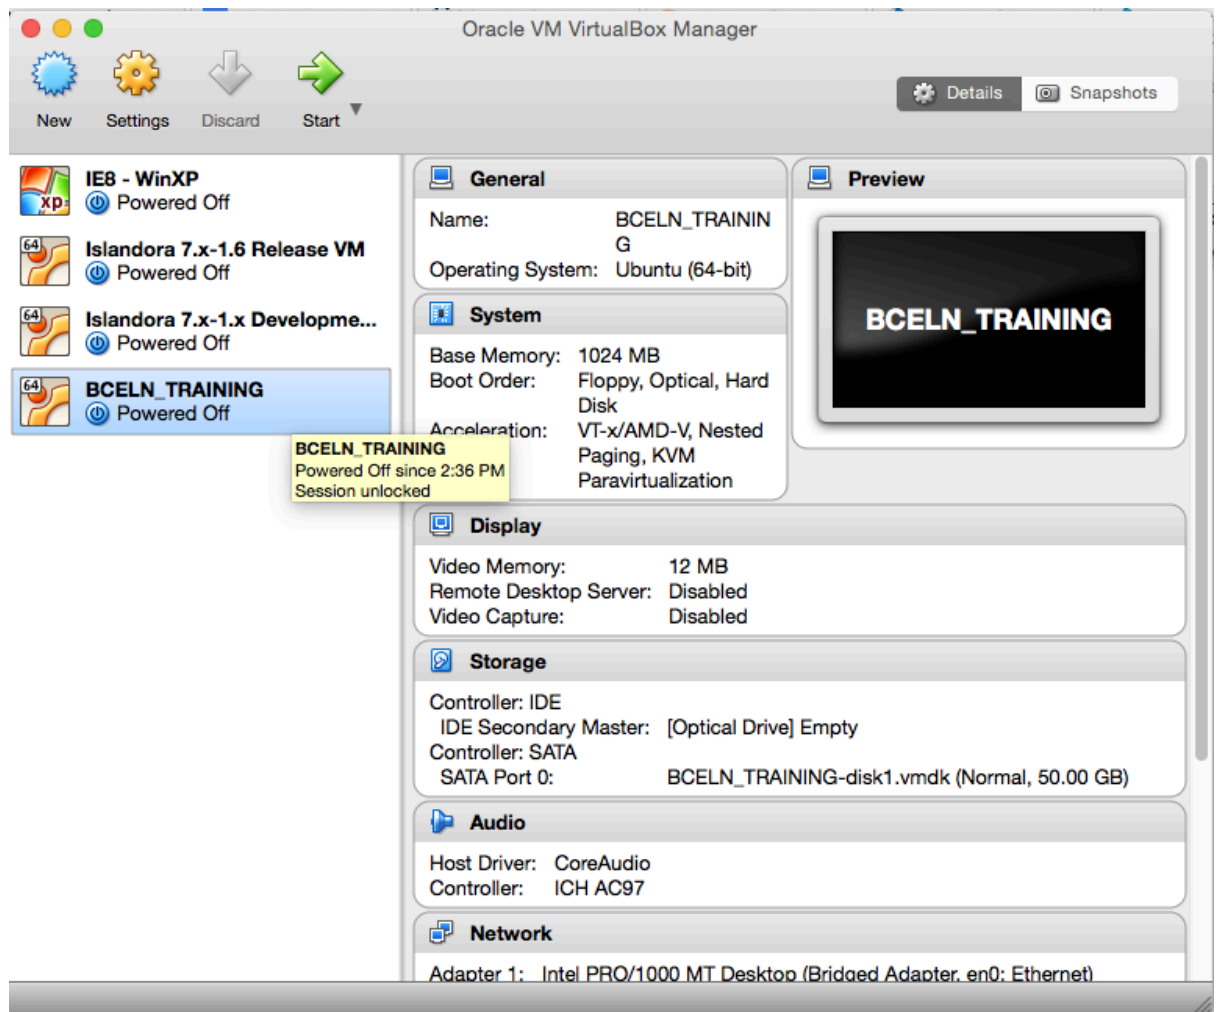 Oracle VM VirtualBox Manager
New
Settings
Discard
Start
Details
Snapshots
xp
IE8 - WinXP
Powered Off
64
Islandora 7.x-1.6 Release VM
Powered Off
64
Islandora 7.x-1.x Developme...
Powered Off
64
BCELN_TRAINING
Powered Off
BCELN_TRAINING
Powered Off since 2:36 PM
Session unlocked
General
Name: BCELN_TRAININ
G
Operating System: Ubuntu (64-bit)
Preview
BCELN_TRAINING
System
Base Memory: 1024 MB
Boot Order: Floppy, Optical, Hard
Disk
Acceleration: VT-x/AMD-V, Nested
Paging, KVM
Paravirtualization
Display
Video Memory: 12 MB
Remote Desktop Server: Disabled
Video Capture: Disabled
Storage
Controller: IDE
IDE Secondary Master: [Optical Drive] Empty
Controller: SATA
SATA Port 0: BCELN_TRAINING-disk1.vmdk (Normal, 50.00 GB)
Audio
Host Driver: CoreAudio
Controller: ICH AC97
Network
Adapter 1: Intel PRO/1000 MT Desktop (Bridged Adapter, en0: Ethernet)